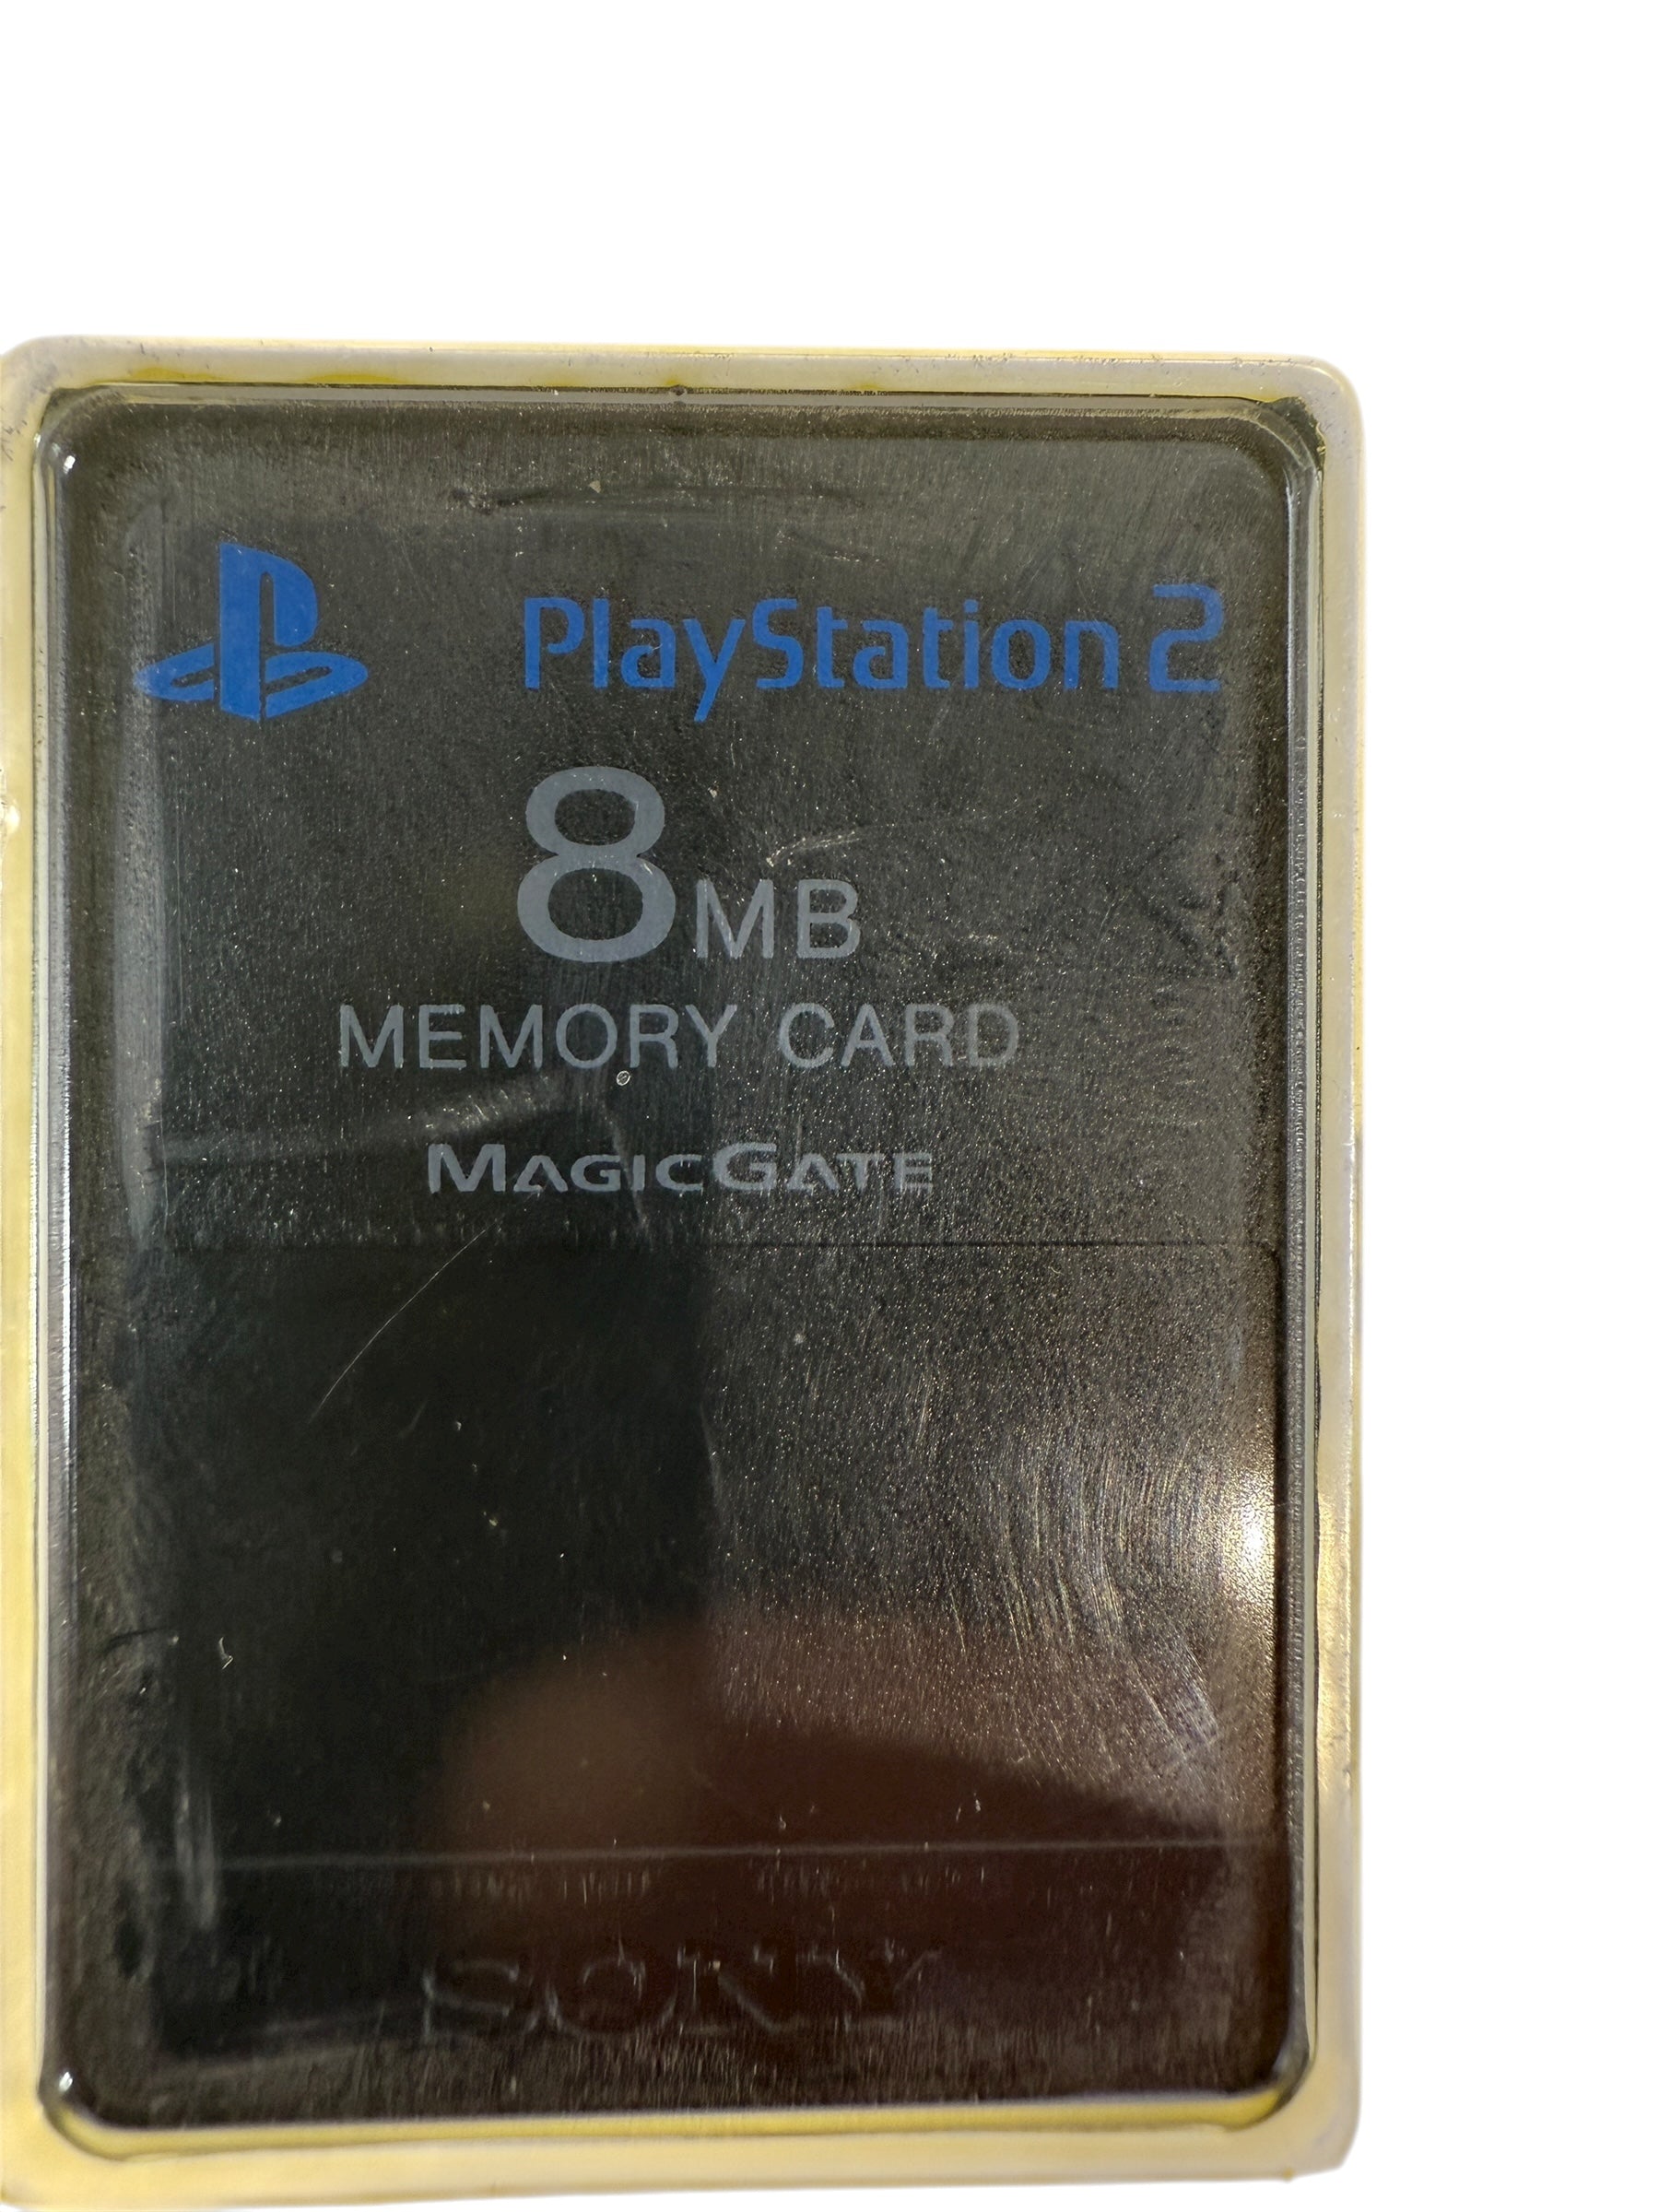 PlayStation 2
8MB
MEMORY CARD
MAGICGATE
SONY